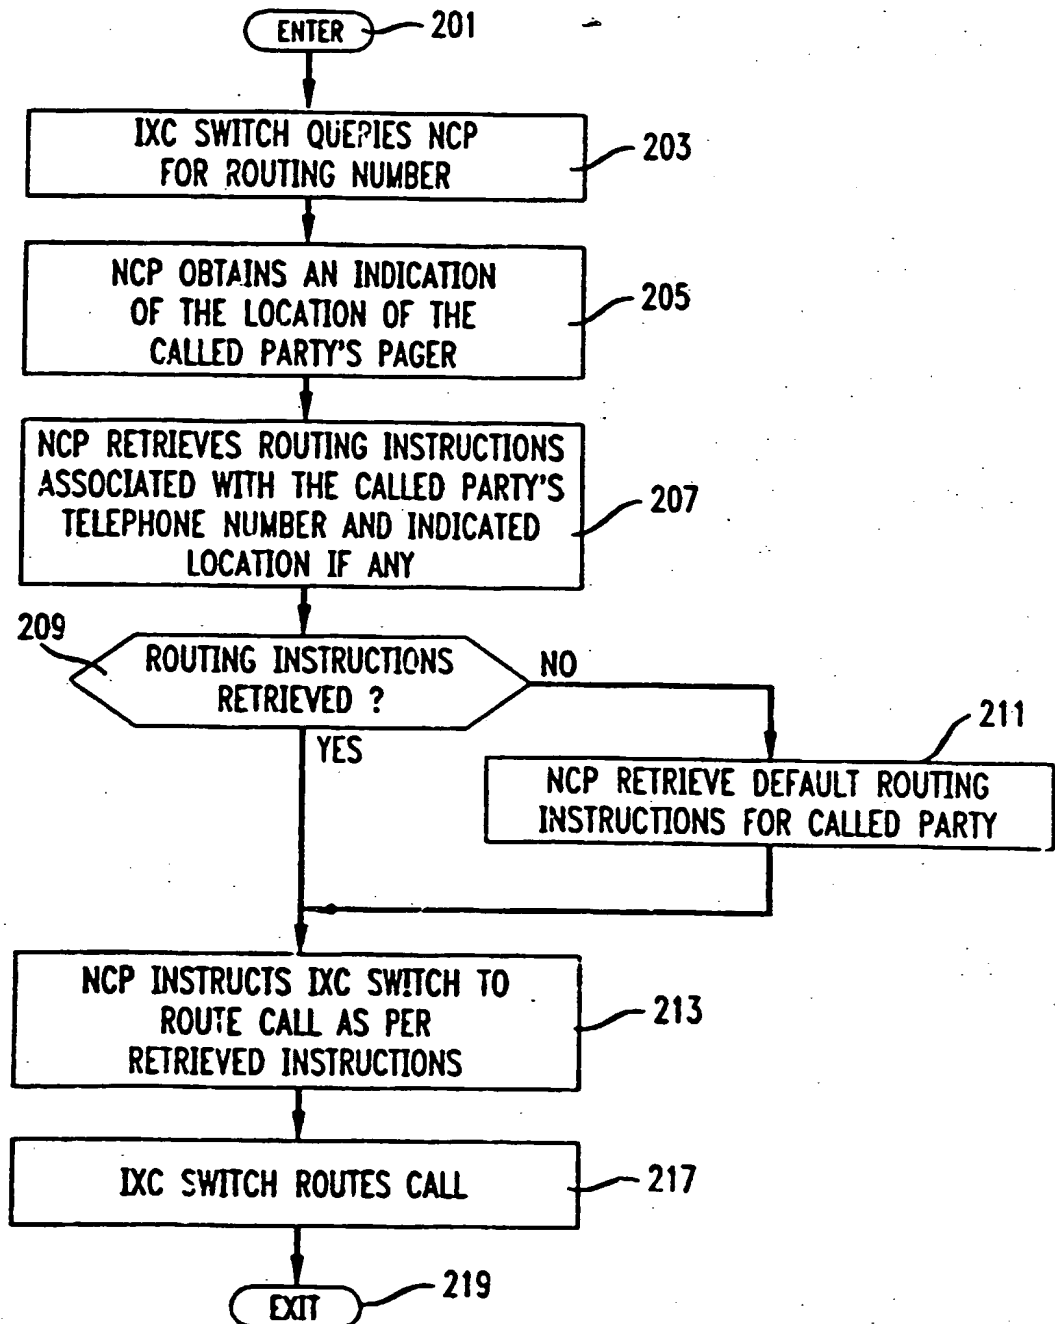 ENTER
201
IXC SWITCH QUERIES NCP
FOR ROUTING NUMBER
203
NCP OBTAINS AN INDICATION
OF THE LOCATION OF THE
CALLED PARTY'S PAGER
205
NCP RETRIEVES ROUTING INSTRUCTIONS
ASSOCIATED WITH THE CALLED PARTY'S
TELEPHONE NUMBER AND INDICATED
LOCATION IF ANY
207
209
ROUTING INSTRUCTIONS
RETRIEVED ?
NO
YES
211
NCP RETRIEVE DEFAULT ROUTING
INSTRUCTIONS FOR CALLED PARTY
NCP INSTRUCTS IXC SWITCH TO
ROUTE CALL AS PER
RETRIEVED INSTRUCTIONS
213
IXC SWITCH ROUTES CALL
217
EXIT
219